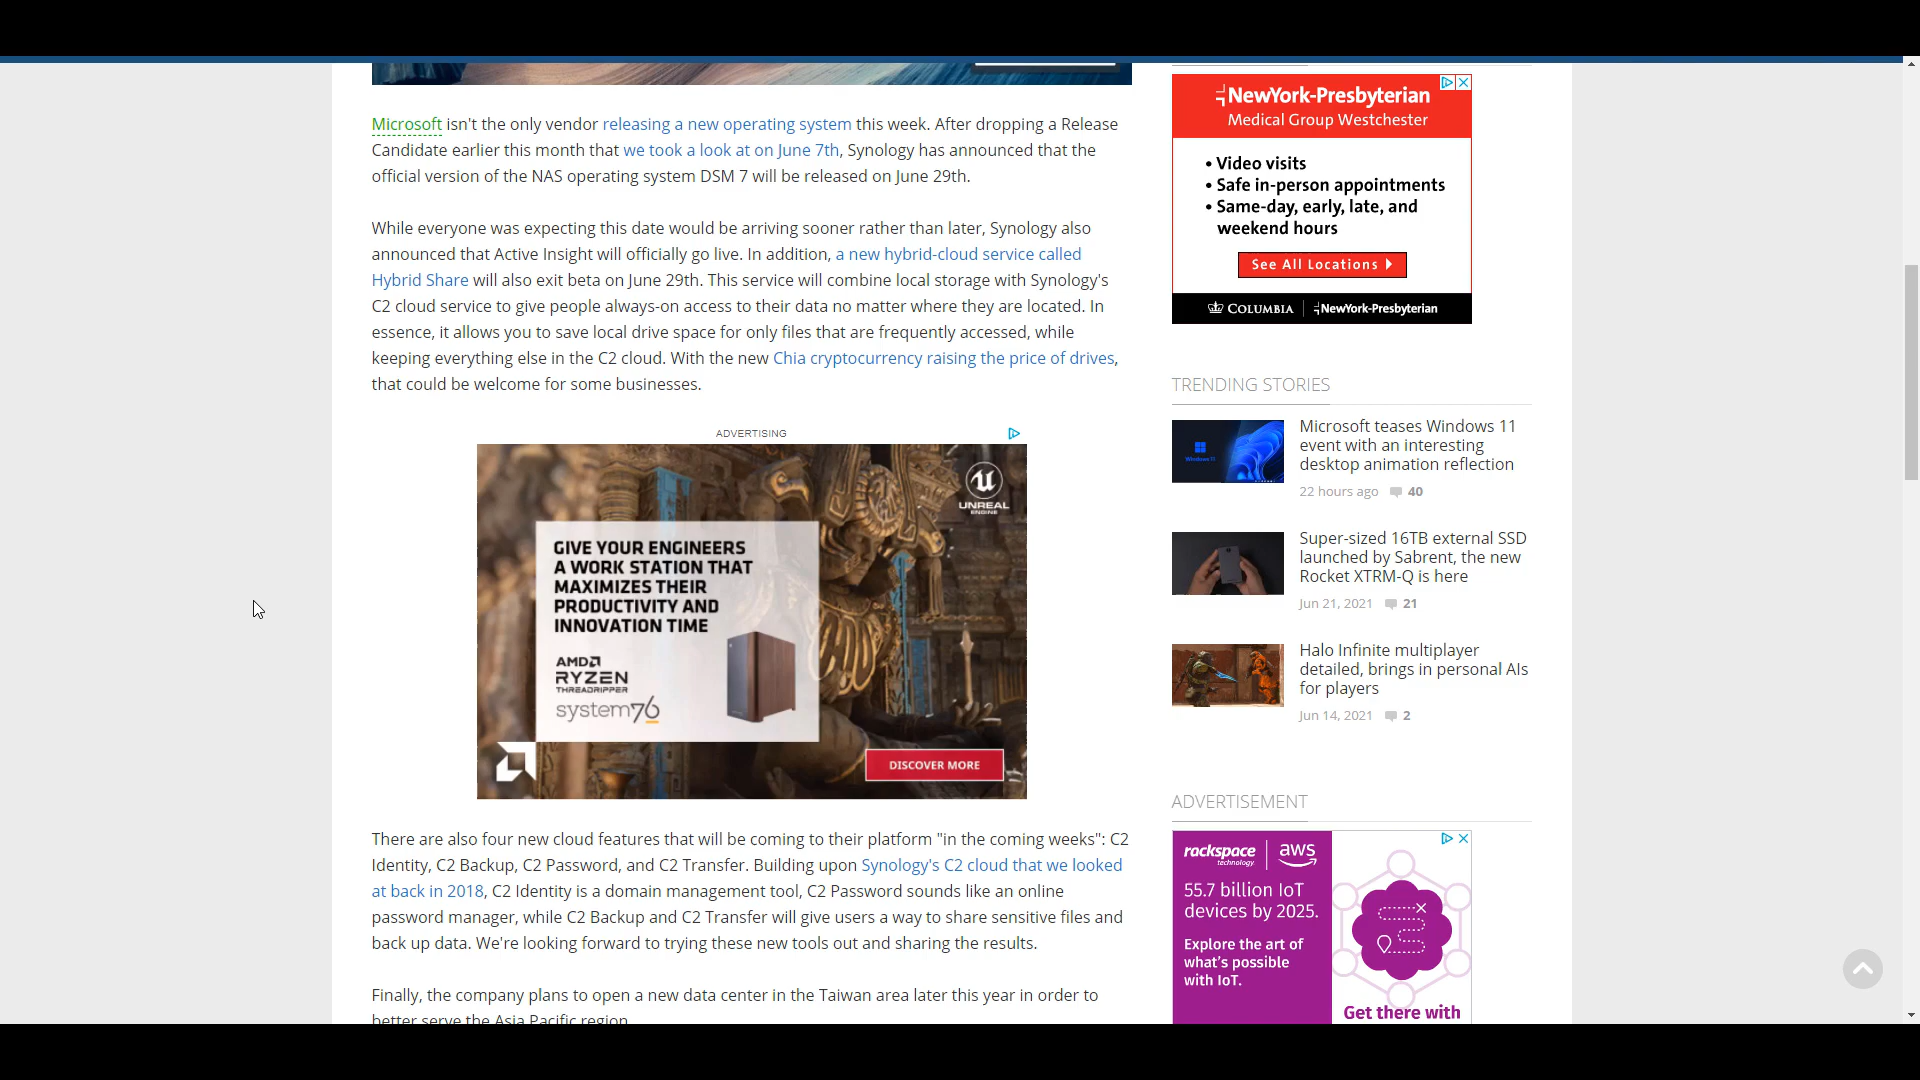 Microsoft isn't the only vendor releasing a new operating system this week. After dropping a Release
Candidate earlier this month that we took a look at on June 7th, Synology has announced that the
official version of the NAS operating system DSM 7 will be released on June 29th.
While everyone was expecting this date would be arriving sooner rather than later, Synology also
announced that Active Insight will officially go live. In addition, a new hybrid-cloud service called
Hybrid Share will also exit beta on June 29th. This service will combine local storage with Synology's
C2 cloud service to give people always-on access to their data no matter where they are located. In
essence, it allows you to save local drive space for only files that are frequently accessed, while
keeping everything else in the C2 cloud. With the new Chia cryptocurrency raising the price of drives,
that could be welcome for some businesses.
ADVERTISING
UNREAL
ENGINE
GIVE YOUR ENGINEERS
A WORK STATION THAT
MAXIMIZES THEIR
PRODUCTIVITY AND
INNOVATION TIME
AMD
RYZEN
THREADRIPPER
system76
DISCOVER MORE
There are also four new cloud features that will be coming to their platform "in the coming weeks": C2
Identity, C2 Backup, C2 Password, and C2 Transfer. Building upon Synology's C2 cloud that we looked
at back in 2018, C2 Identity is a domain management tool, C2 Password sounds like an online
password manager, while C2 Backup and C2 Transfer will give users a way to share sensitive files and
back up data. We're looking forward to trying these new tools out and sharing the results.
Finally, the company plans to open a new data center in the Taiwan area later this year in order to
better serve the Asia Pacific region.
NewYork-Presbyterian
Medical Group Westchester
• Video visits
• Safe in-person appointments
• Same-day, early, late, and
weekend hours
See All Locations
COLUMBIA | NewYork-Presbyterian
TRENDING STORIES
Microsoft teases Windows 11
event with an interesting
desktop animation reflection
22 hours ago 40
Windows 11
Super-sized 16TB external SSD
launched by Sabrent, the new
Rocket XTRM-Q is here
Jun 21, 2021 21
Halo Infinite multiplayer
detailed, brings in personal AIs
for players
Jun 14, 2021 2
ADVERTISEMENT
rackspace technology | aws
55.7 billion IoT
devices by 2025.
Explore the art of
what's possible
with IoT.
Get there with